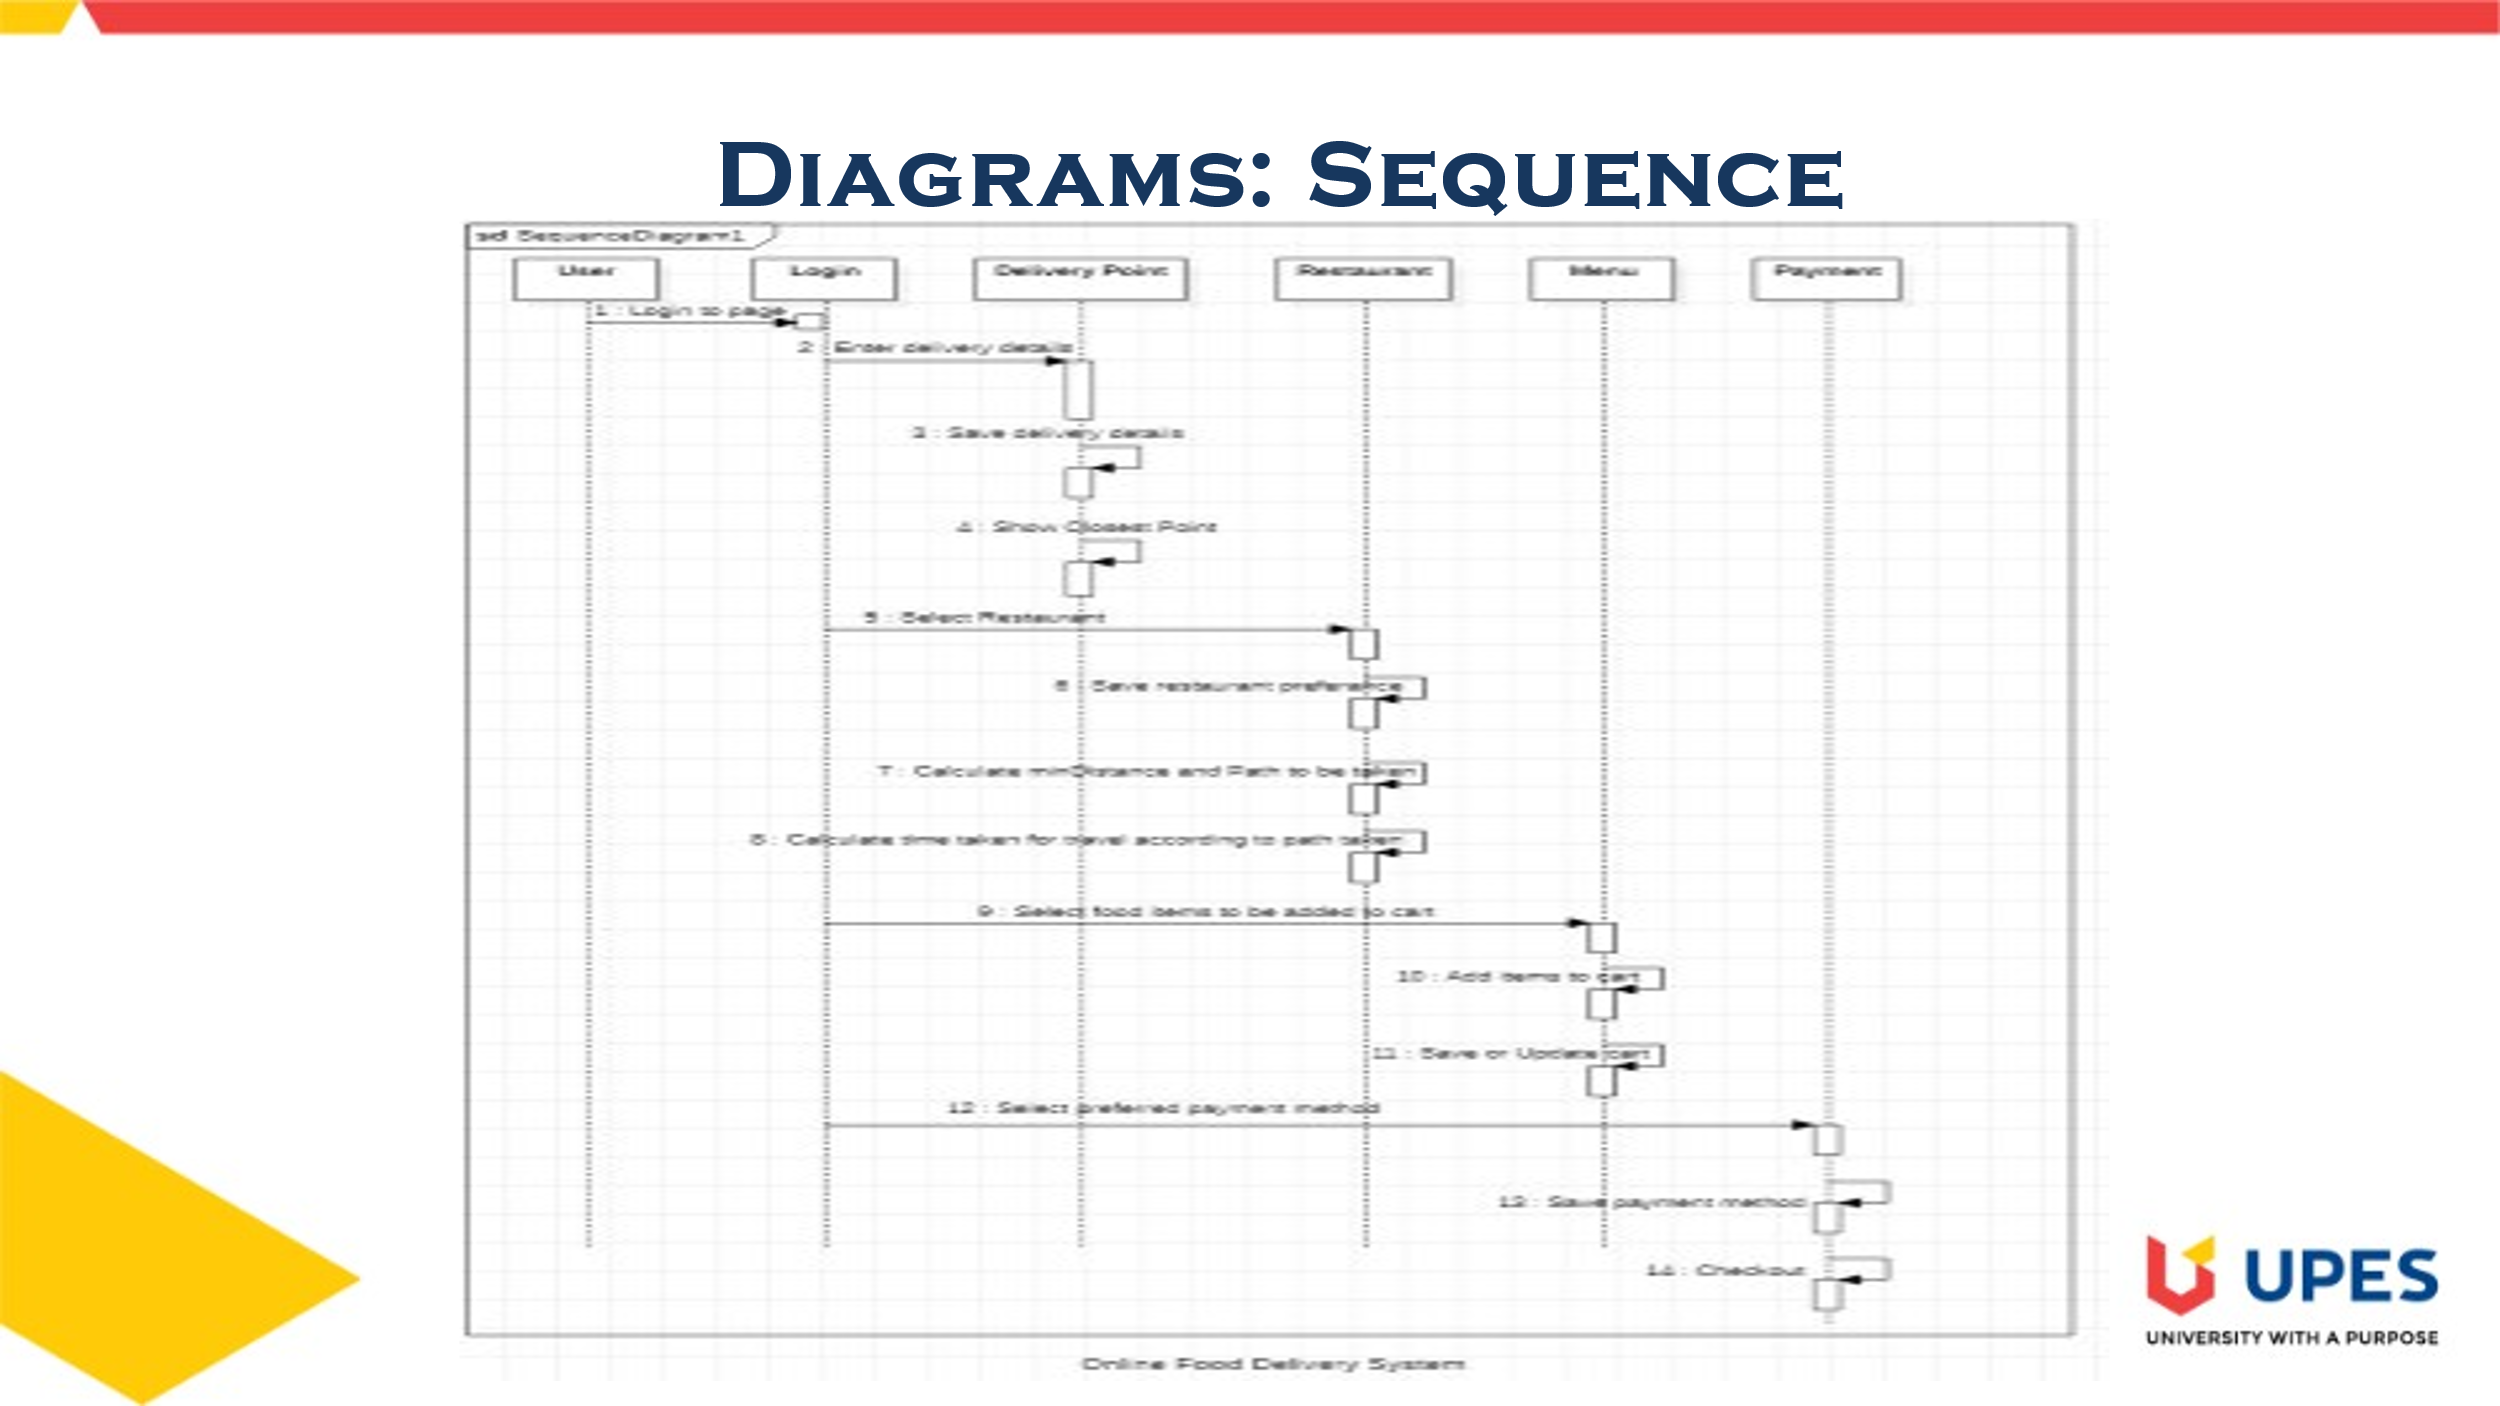 Diagrams: Sequence
sd SequenceDiagram1
User Login Delivery Point Restaurant Menu Payment
1 : Login to page
2 : Enter delivery details
3 : Save delivery details
4 : Show Closest Point
5 : Select Restaurant
6 : Save restaurant preference
7 : Calculate minDistance and Path to be taken
8 : Calculate time taken for travel according to path taken
9 : Select food items to be added to cart
10 : Add items to cart
11 : Save or Update cart
12 : Select preferred payment method
13 : Save payment method
14 : Checkout
Online Food Delivery System
UPES
UNIVERSITY WITH A PURPOSE